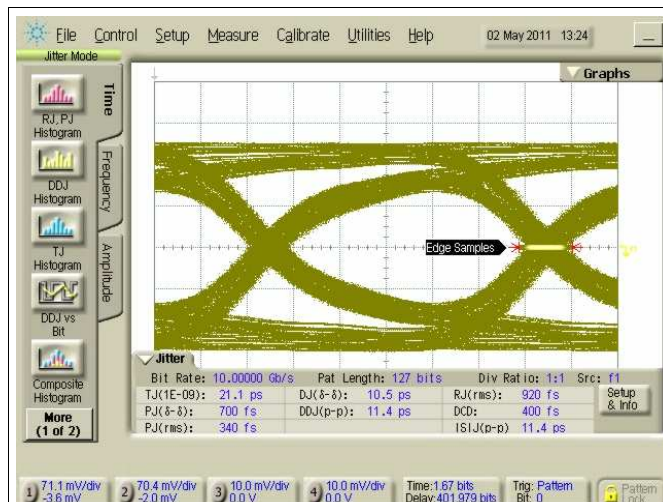 File Control Setup Measure Calibrate Utilities Help 02 May 2011 13:24
Jitter Mode
Graphs
RJ, PJ
Histogram
DDJ
Histogram
TJ
Histogram
DDJ vs
Bit
Composite
Histogram
More
(1 of 2)
Time
Frequency
Amplitude
Edge Samples
Jitter
Bit Rate: 10.00000 Gb/s Pat Length: 127 bits Div Ratio: 1:1 Src: f1
TJ(1E-09): 21.1 ps DJ(δ-δ): 10.5 ps RJ(rms): 920 fs
PJ(δ-δ): 700 fs DDJ(p-p): 11.4 ps DCD: 400 fs
PJ(rms): 340 fs ISIJ(p-p) 11.4 ps
Setup
& Info
1) 71.1 mV/div 2) 70.4 mV/div 3) 10.0 mV/div 4) 10.0 mV/div Time:1.67 bits Trig: Pattern Pattern
-3.6 mV -2.0 mV 0.0 V 0.0 V Delay:401.979 bits Bit: 0 Lock